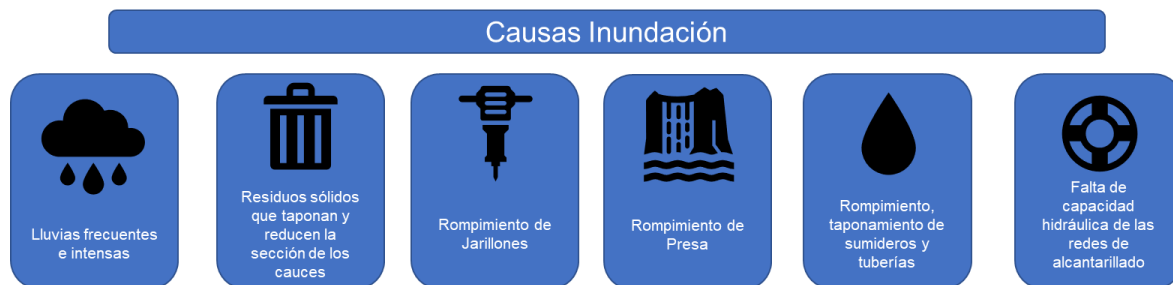 Causas Inundación
Lluvias frecuentes
e intensas
Residuos sólidos
que taponan y
reducen la
sección de los
cauces
Rompimiento de
Jarillones
Rompimiento de
Presa
Rompimiento,
taponamiento de
sumideros y
tuberías
Falta de
capacidad
hidráulica de las
redes de
alcantarillado